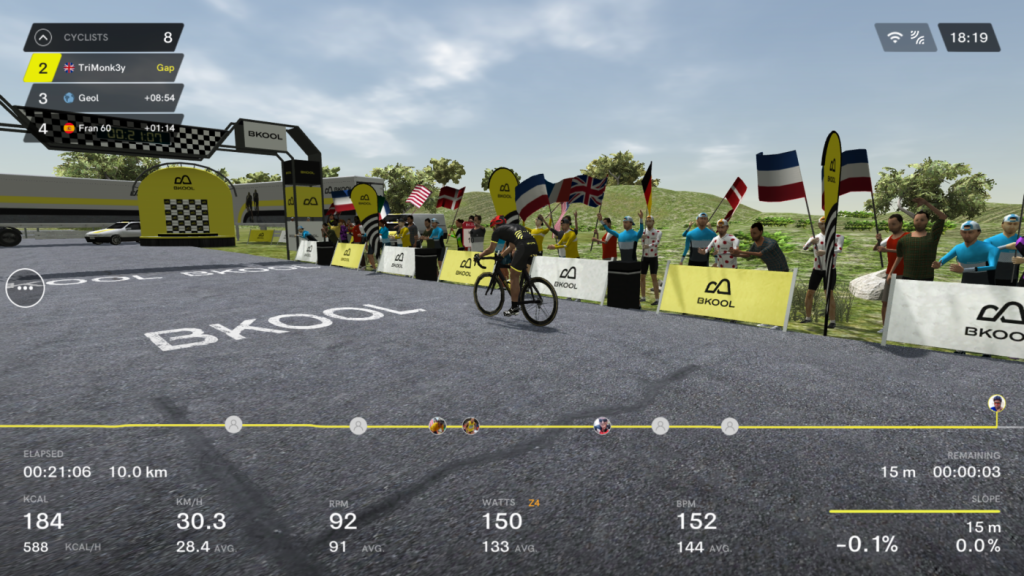 CYCLISTS 8
18:19
2 TriMonk3y Gap
3 Geol +08:54
4 Fran 60 +01:14
BKOOL
BKOOL
BKOOL
BKOOL
BKOOL
BKOOL
BKOOL
BKOOL
BKOOL
BKOOL
ELAPSED
00:21:06 10.0 km
REMAINING
15 m 00:00:03
KCAL
184
588 KCAL/H
KM/H
30.3
28.4 AVG.
RPM
92
91 AVG.
WATTS Z4
150
133 AVG.
BPM
152
144 AVG.
SLOPE
15 m
-0.1% 0.0%